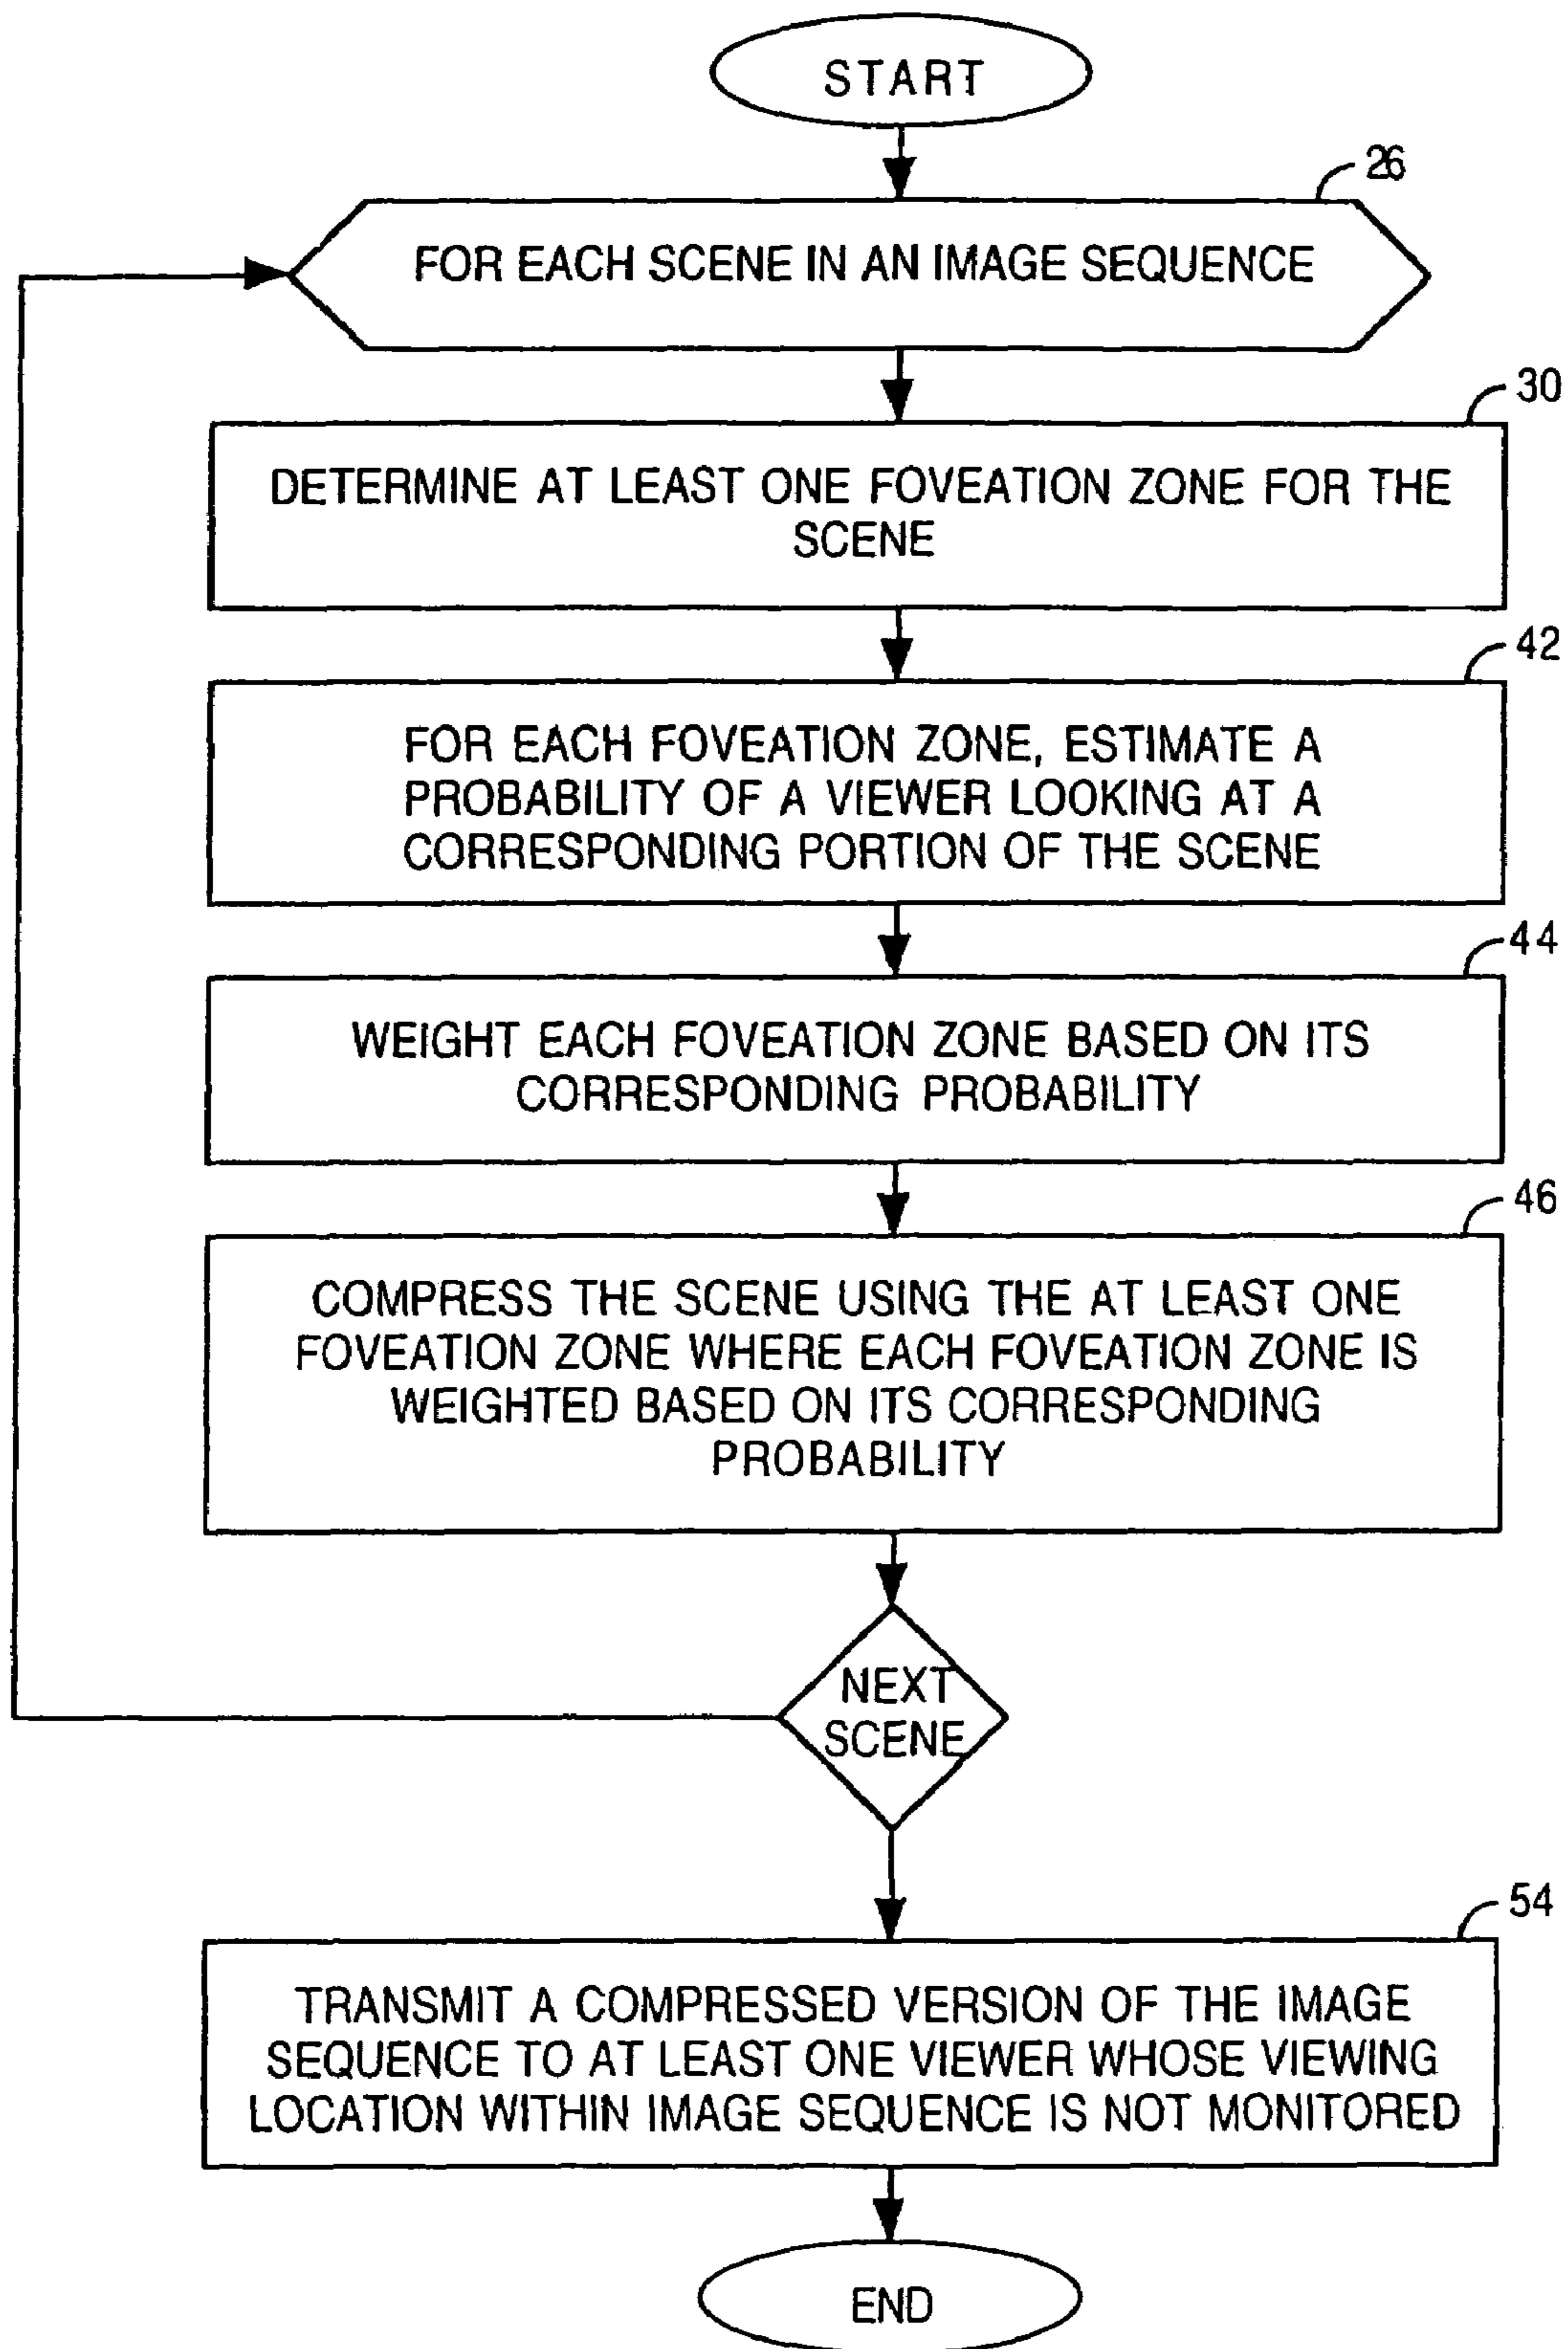 START
26
FOR EACH SCENE IN AN IMAGE SEQUENCE
30
DETERMINE AT LEAST ONE FOVEATION ZONE FOR THE
SCENE
42
FOR EACH FOVEATION ZONE, ESTIMATE A
PROBABILITY OF A VIEWER LOOKING AT A
CORRESPONDING PORTION OF THE SCENE
44
WEIGHT EACH FOVEATION ZONE BASED ON ITS
CORRESPONDING PROBABILITY
46
COMPRESS THE SCENE USING THE AT LEAST ONE
FOVEATION ZONE WHERE EACH FOVEATION ZONE IS
WEIGHTED BASED ON ITS CORRESPONDING
PROBABILITY
NEXT
SCENE
54
TRANSMIT A COMPRESSED VERSION OF THE IMAGE
SEQUENCE TO AT LEAST ONE VIEWER WHOSE VIEWING
LOCATION WITHIN IMAGE SEQUENCE IS NOT MONITORED
END